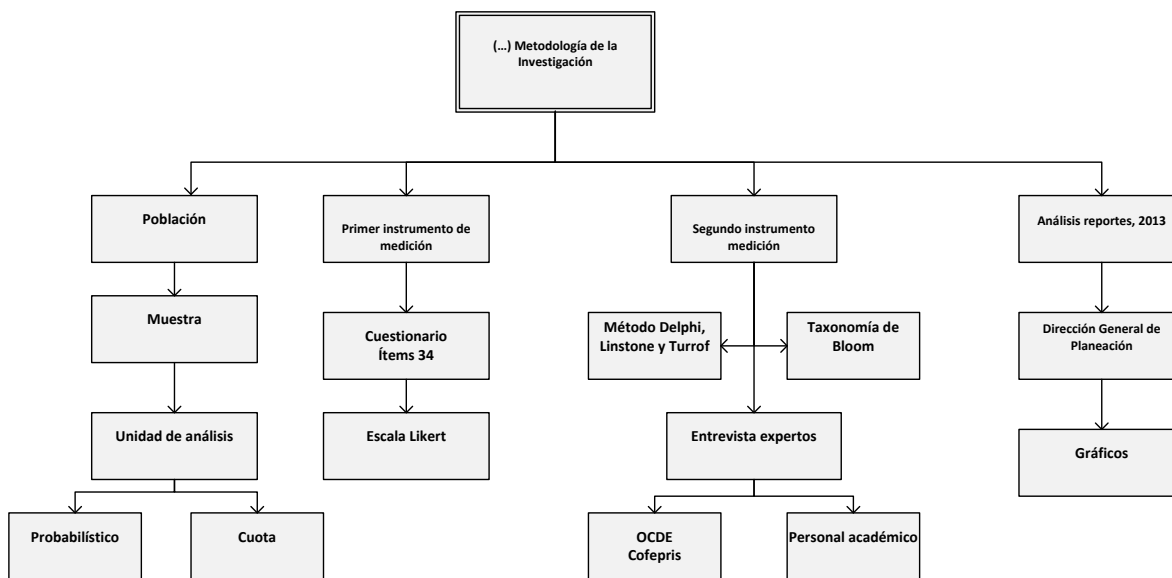 (…) Metodología de la
Investigación
Población
Primer instrumento de
medición
Segundo instrumento
medición
Análisis reportes, 2013
Muestra
Cuestionario
Ítems 34
Método Delphi,
Linstone y Turrof
Taxonomía de
Bloom
Dirección General de
Planeación
Unidad de análisis
Escala Likert
Entrevista expertos
Gráficos
Probabilístico
Cuota
OCDE
Cofepris
Personal académico